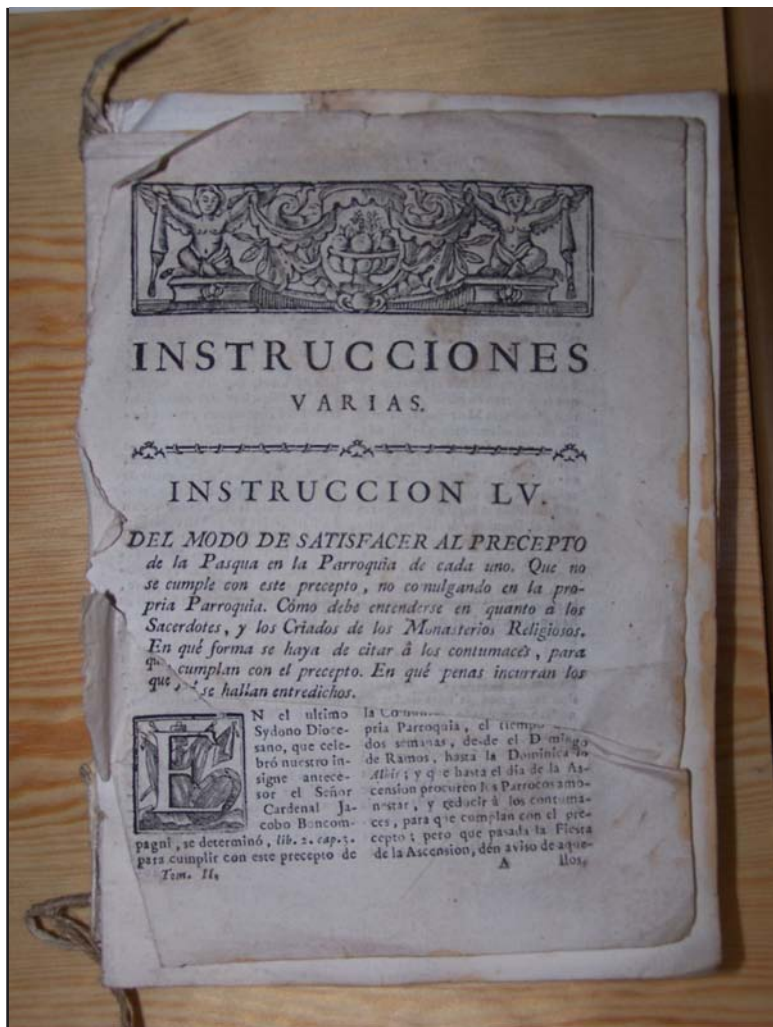 INSTRUCCIONES
VARIAS.
INSTRUCCION LV.
DEL MODO DE SATISFACER AL PRECEPTO
de la Pasqua en la Parroquia de cada uno. Que no
se cumple con este precepto, no comulgando en la pro-
pria Parroquia. Cómo debe entenderse en quanto à los
Sacerdotes, y los Criados de los Monasterios Religiosos.
En qué forma se haya de citar â los contumaces, para
que cumplan con el precepto. En qué penas incurran los
que se hallan entredichos.
EN el ultimo
Sydono Dioce-
sano, que cele-
bró nuestro in-
signe antece-
sor el Señor
Cardenal Ja-
cobo Boncom-
pagni, se determinó, lib. 2. cap. 3.
para cumplir con este precepto de
Tom. II.
la
pria Parroquia, el tiempo
dos semanas, desde el Domingo
de Ramos, hasta la Dominica in
Albis; y que hasta el dia de la As-
cension procuren los Parrocos amo-
nestar, y reducir à los contuma-
ces, para que cumplan con el pre-
cepto; pero que pasada la Fiesta
de la Ascension, dén aviso de aque-
A llos,